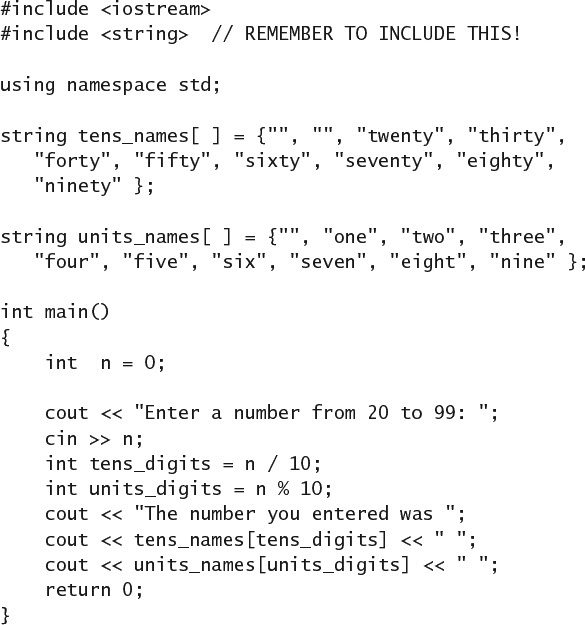 #include <iostream>
#include <string>  // REMEMBER TO INCLUDE THIS!
using namespace std;
string tens_names[ ] = {"", "", "twenty", "thirty",
   "forty", "fifty", "sixty", "seventy", "eighty",
   "ninety" };
string units_names[ ] = {"", "one", "two", "three",
   "four", "five", "six", "seven", "eight", "nine" };
int main()
{
    int  n = 0;
    cout << "Enter a number from 20 to 99: ";
    cin >> n;
    int tens_digits = n / 10;
    int units_digits = n % 10;
    cout << "The number you entered was ";
    cout << tens_names[tens_digits] << " ";
    cout << units_names[units_digits] << " ";
    return 0;
}